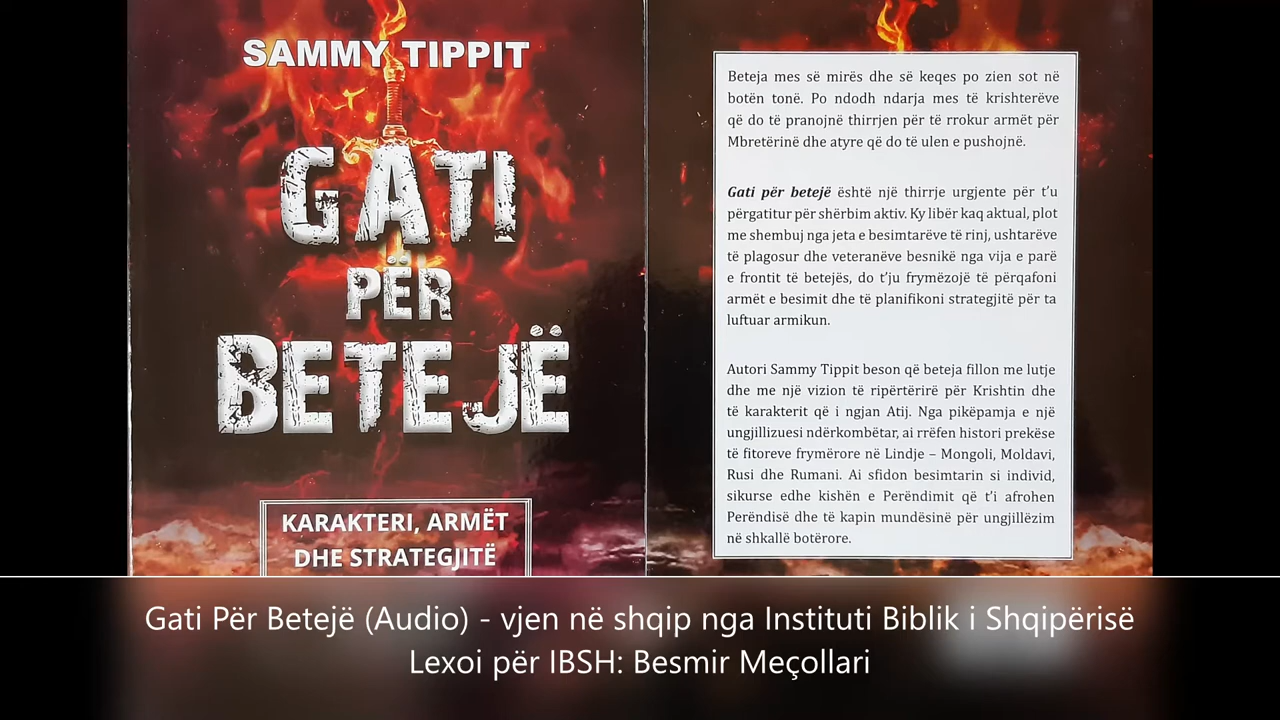 SAMMY TIPPIT
GATI
PËR
BETEJË
KARAKTERI, ARMËT
DHE STRATEGJITË
Beteja mes së mirës dhe së keqes po zien sot në
botën tonë. Po ndodh ndarja mes të krishterëve
që do të pranojnë thirrjen për të rrokur armët për
Mbretërinë dhe atyre që do të ulen e pushojnë.
Gati për betejë është një thirrje urgjente për t'u
përgatitur për shërbim aktiv. Ky libër kaq aktual, plot
me shembuj nga jeta e besimtarëve të rinj, ushtarëve
të plagosur dhe veteranëve besnikë nga vija e parë
e frontit të betejës, do t'ju frymëzojë të përqafoni
armët e besimit dhe të planifikoni strategjitë për ta
luftuar armikun.
Autori Sammy Tippit beson që beteja fillon me lutje
dhe me një vizion të ripërtërirë për Krishtin dhe
të karakterit që i ngjan Atij. Nga pikëpamja e një
ungjillizuesi ndërkombëtar, ai rrëfen histori prekëse
të fitoreve frymërore në Lindje – Mongoli, Moldavi,
Rusi dhe Rumani. Ai sfidon besimtarin si individ,
sikurse edhe kishën e Perëndimit që t'i afrohen
Perëndisë dhe të kapin mundësinë për ungjillëzim
në shkallë botërore.
Gati Për Betejë (Audio) - vjen në shqip nga Instituti Biblik i Shqipërisë
Lexoi për IBSH: Besmir Meçollari